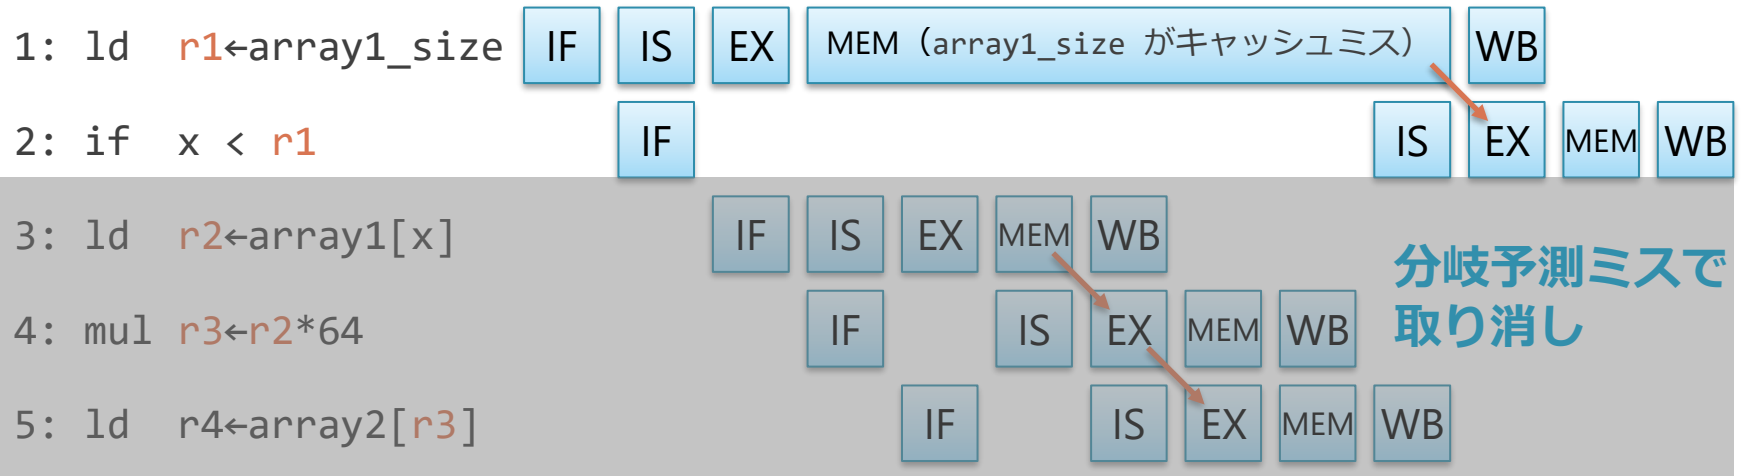 1: ld r1←array1_size IF IS EX MEM (array1_size がキャッシュミス) WB
2: if x < r1 IF IS EX MEM WB
3: ld r2←array1[x] IF IS EX MEM WB
4: mul r3←r2*64 IF IS EX MEM WB
5: ld r4←array2[r3] IF IS EX MEM WB
分岐予測ミスで
取り消し